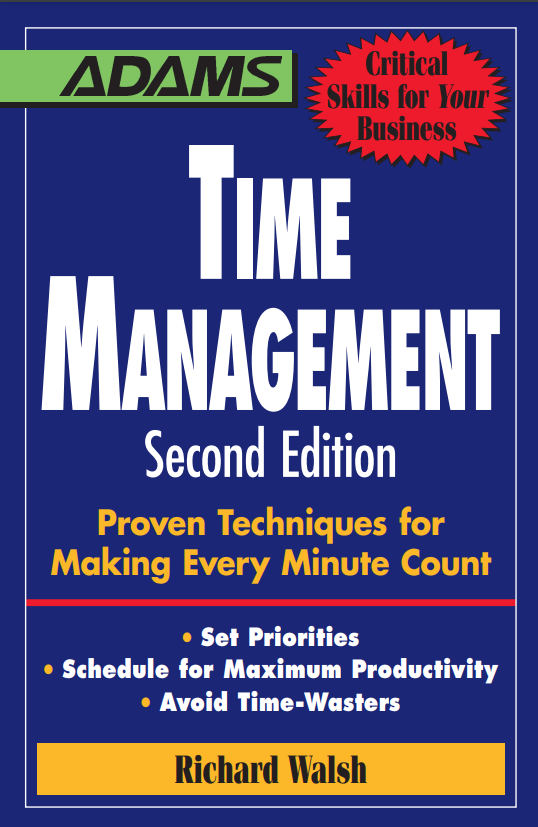 ADAMS
Critical
Skills for Your
Business
TIME
MANAGEMENT
Second Edition
Proven Techniques for
Making Every Minute Count
• Set Priorities
• Schedule for Maximum Productivity
• Avoid Time-Wasters
Richard Walsh